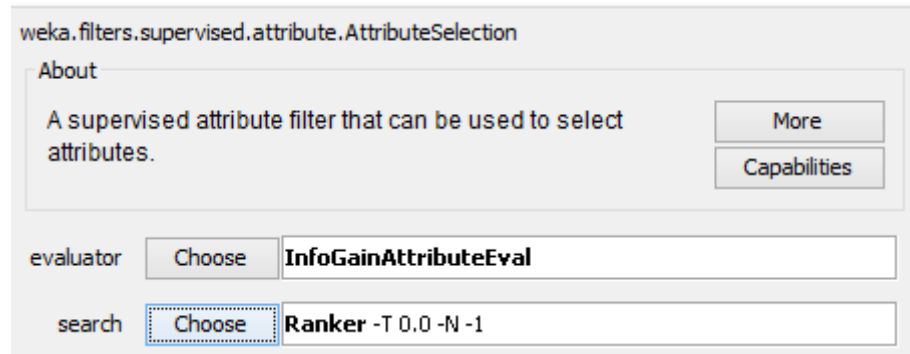 weka.filters.supervised.attribute.AttributeSelection
About
A supervised attribute filter that can be used to select
attributes.
More
Capabilities
evaluator Choose InfoGainAttributeEval
search Choose Ranker -T 0.0 -N -1